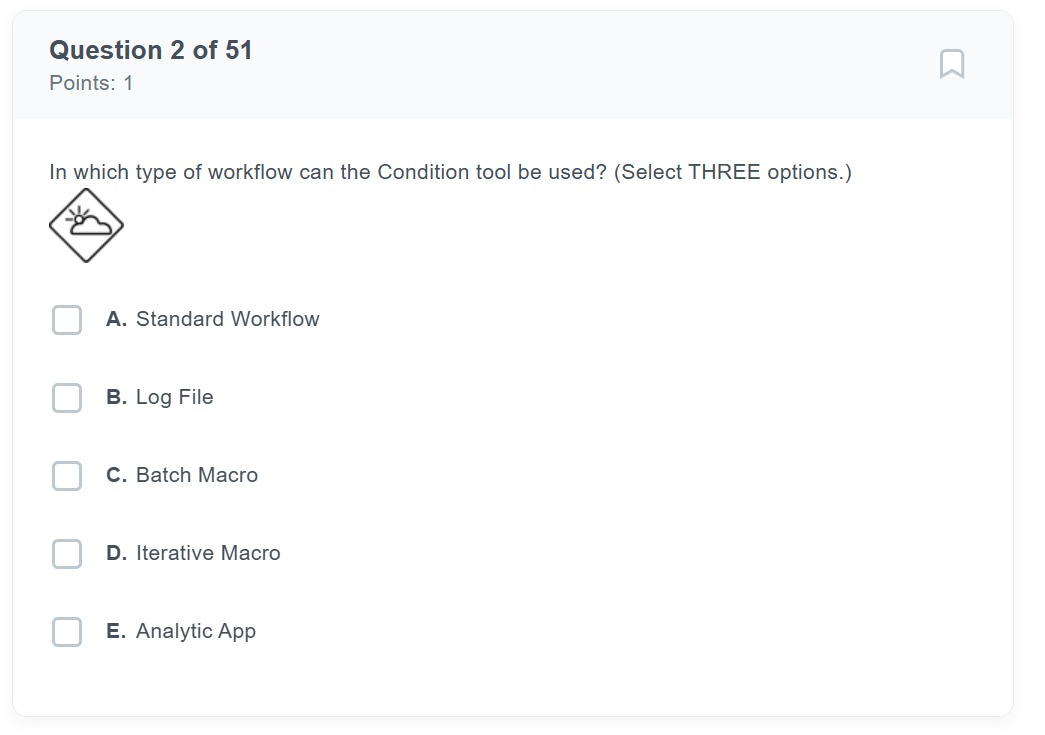 Question 2 of 51
Points: 1
In which type of workflow can the Condition tool be used? (Select THREE options.)
A. Standard Workflow
B. Log File
C. Batch Macro
D. Iterative Macro
E. Analytic App